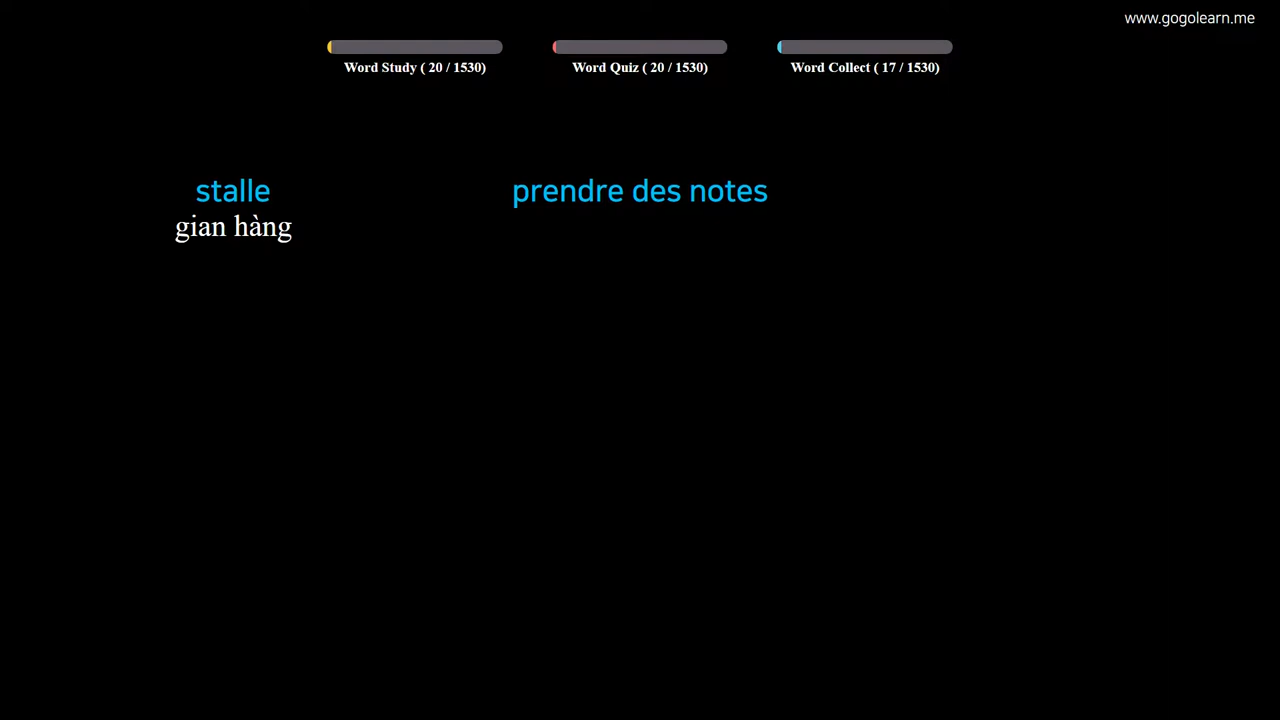 www.gogolearn.me
Word Study ( 20 / 1530)
Word Quiz ( 20 / 1530)
Word Collect ( 17 / 1530)
stalle
gian hàng
prendre des notes